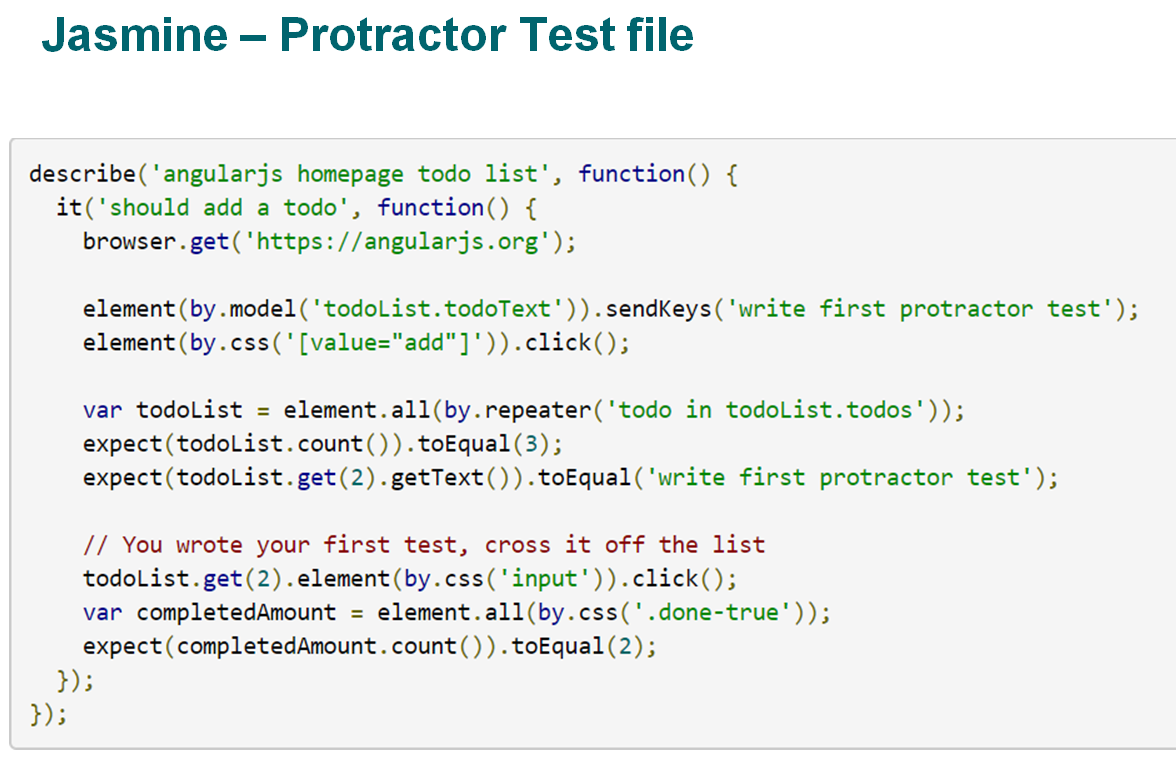 Jasmine – Protractor Test file
describe('angularjs homepage todo list', function() {
  it('should add a todo', function() {
    browser.get('https://angularjs.org');

    element(by.model('todoList.todoText')).sendKeys('write first protractor test');
    element(by.css('[value="add"]')).click();

    var todoList = element.all(by.repeater('todo in todoList.todos'));
    expect(todoList.count()).toEqual(3);
    expect(todoList.get(2).getText()).toEqual('write first protractor test');

    // You wrote your first test, cross it off the list
    todoList.get(2).element(by.css('input')).click();
    var completedAmount = element.all(by.css('.done-true'));
    expect(completedAmount.count()).toEqual(2);
  });
});